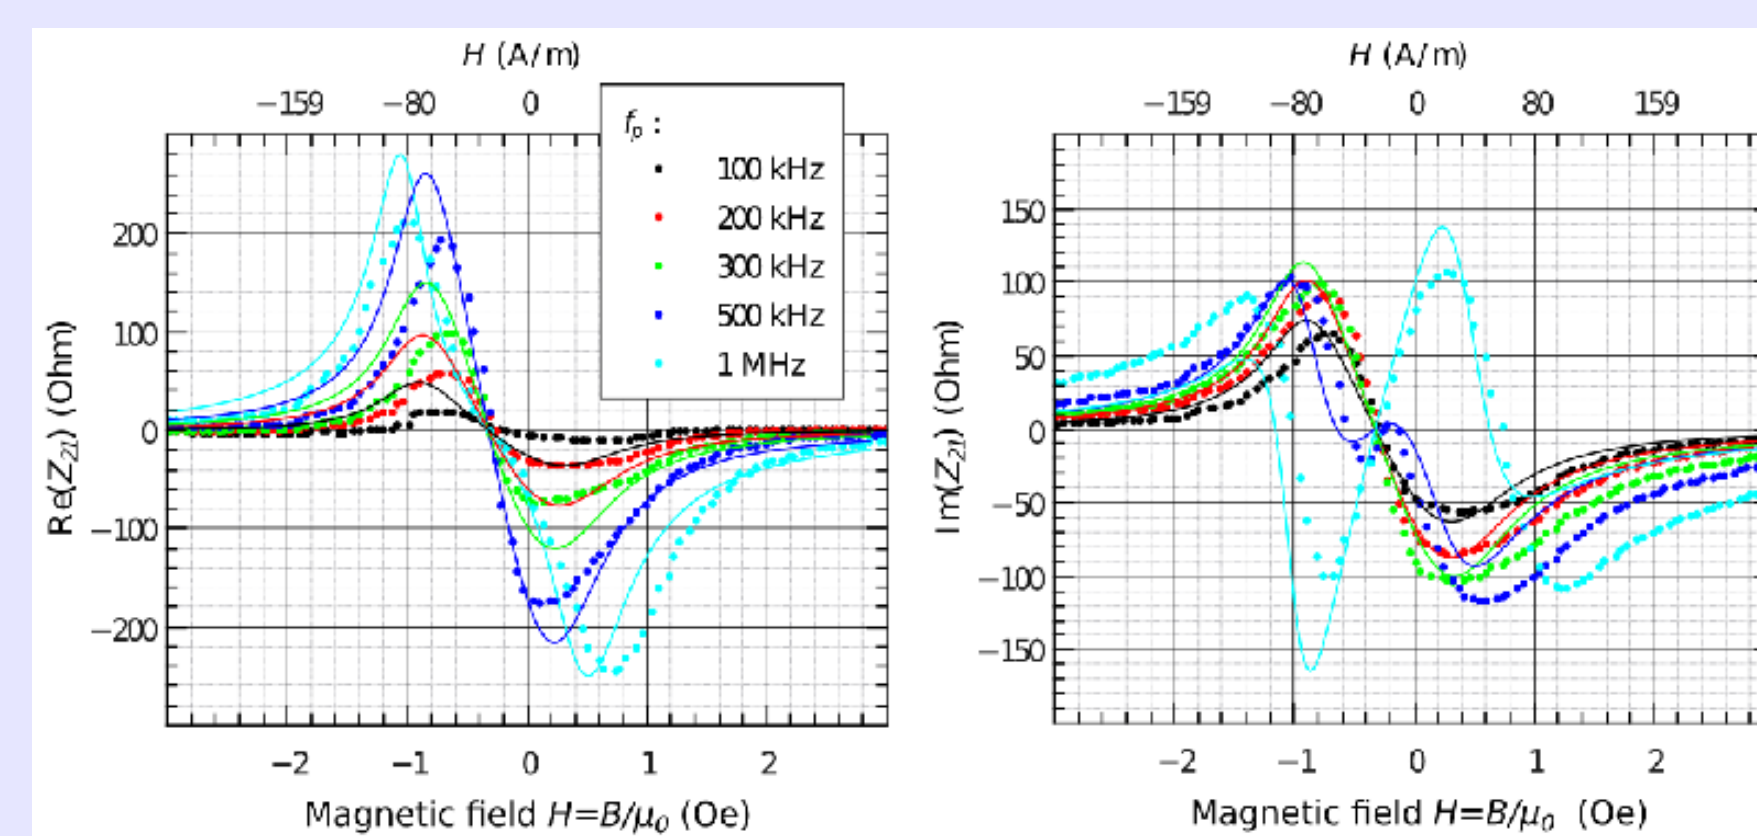 H (A/m)
−159 −80 0
fp :
100 kHz
200 kHz
300 kHz
500 kHz
1 MHz
200
100
0
−100
−200
Re(Z21) (Ohm)
−2 −1 0 1 2
Magnetic field H=B/μ0 (Oe)
H (A/m)
−159 −80 0 80 159
150
100
50
0
−50
−100
−150
Im(Z21) (Ohm)
−2 −1 0 1 2
Magnetic field H=B/μ0 (Oe)